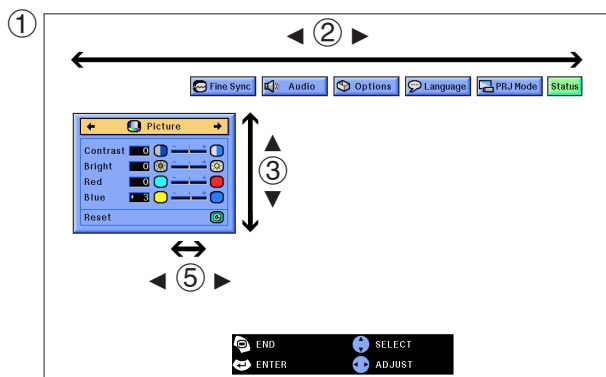 ①
◀ ② ▶
Fine Sync Audio Options Language PRJ Mode Status
Picture
Contrast 0 − +
Bright 0 − +
Red 0 − +
Blue + 3 − +
Reset
▲
③
▼
◀ ⑤ ▶
END SELECT
ENTER ADJUST